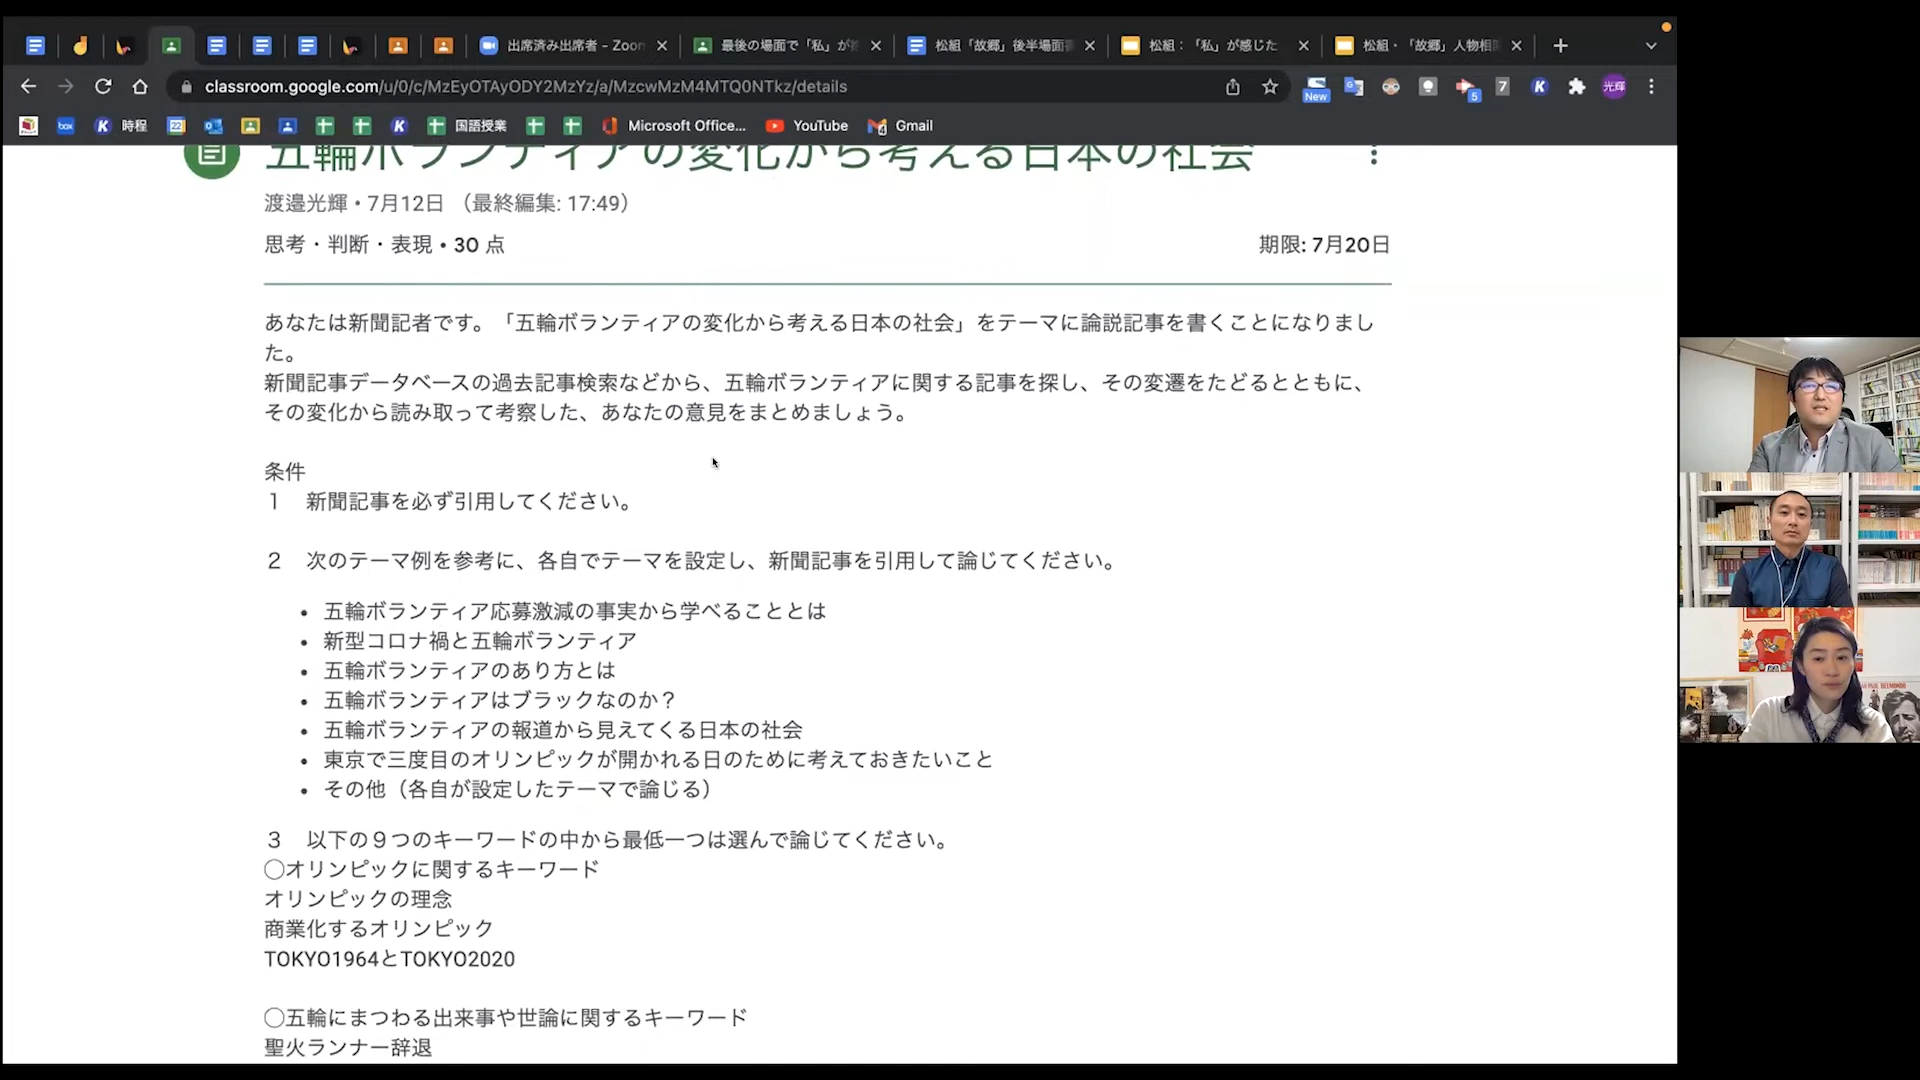 出席済み出席者 - Zoom
最後の場面で「私」が
松組「故郷」後半場面
松組：「私」が感じた
松組・「故郷」人物相
classroom.google.com/u/0/c/MzEyOTAyODY2MzYz/a/MzcwMzM4MTQ0NTkz/details
New
5
7
K
光輝
box
K 時程
22
K
国語授業
Microsoft Office...
YouTube
Gmail
五輪ボランティアの変化から考える日本の社会
渡邉光輝 • 7月12日 （最終編集: 17:49）
思考・判断・表現 • 30 点
期限: 7月20日
あなたは新聞記者です。「五輪ボランティアの変化から考える日本の社会」をテーマに論説記事を書くことになりまし
た。
新聞記事データベースの過去記事検索などから、五輪ボランティアに関する記事を探し、その変遷をたどるとともに、
その変化から読み取って考察した、あなたの意見をまとめましょう。
条件
１　新聞記事を必ず引用してください。
２　次のテーマ例を参考に、各自でテーマを設定し、新聞記事を引用して論じてください。
• 五輪ボランティア応募激減の事実から学べることとは
• 新型コロナ禍と五輪ボランティア
• 五輪ボランティアのあり方とは
• 五輪ボランティアはブラックなのか？
• 五輪ボランティアの報道から見えてくる日本の社会
• 東京で三度目のオリンピックが開かれる日のために考えておきたいこと
• その他（各自が設定したテーマで論じる）
３　以下の９つのキーワードの中から最低一つは選んで論じてください。
◯オリンピックに関するキーワード
オリンピックの理念
商業化するオリンピック
TOKYO1964とTOKYO2020
◯五輪にまつわる出来事や世論に関するキーワード
聖火ランナー辞退
PAUL BELMONDO